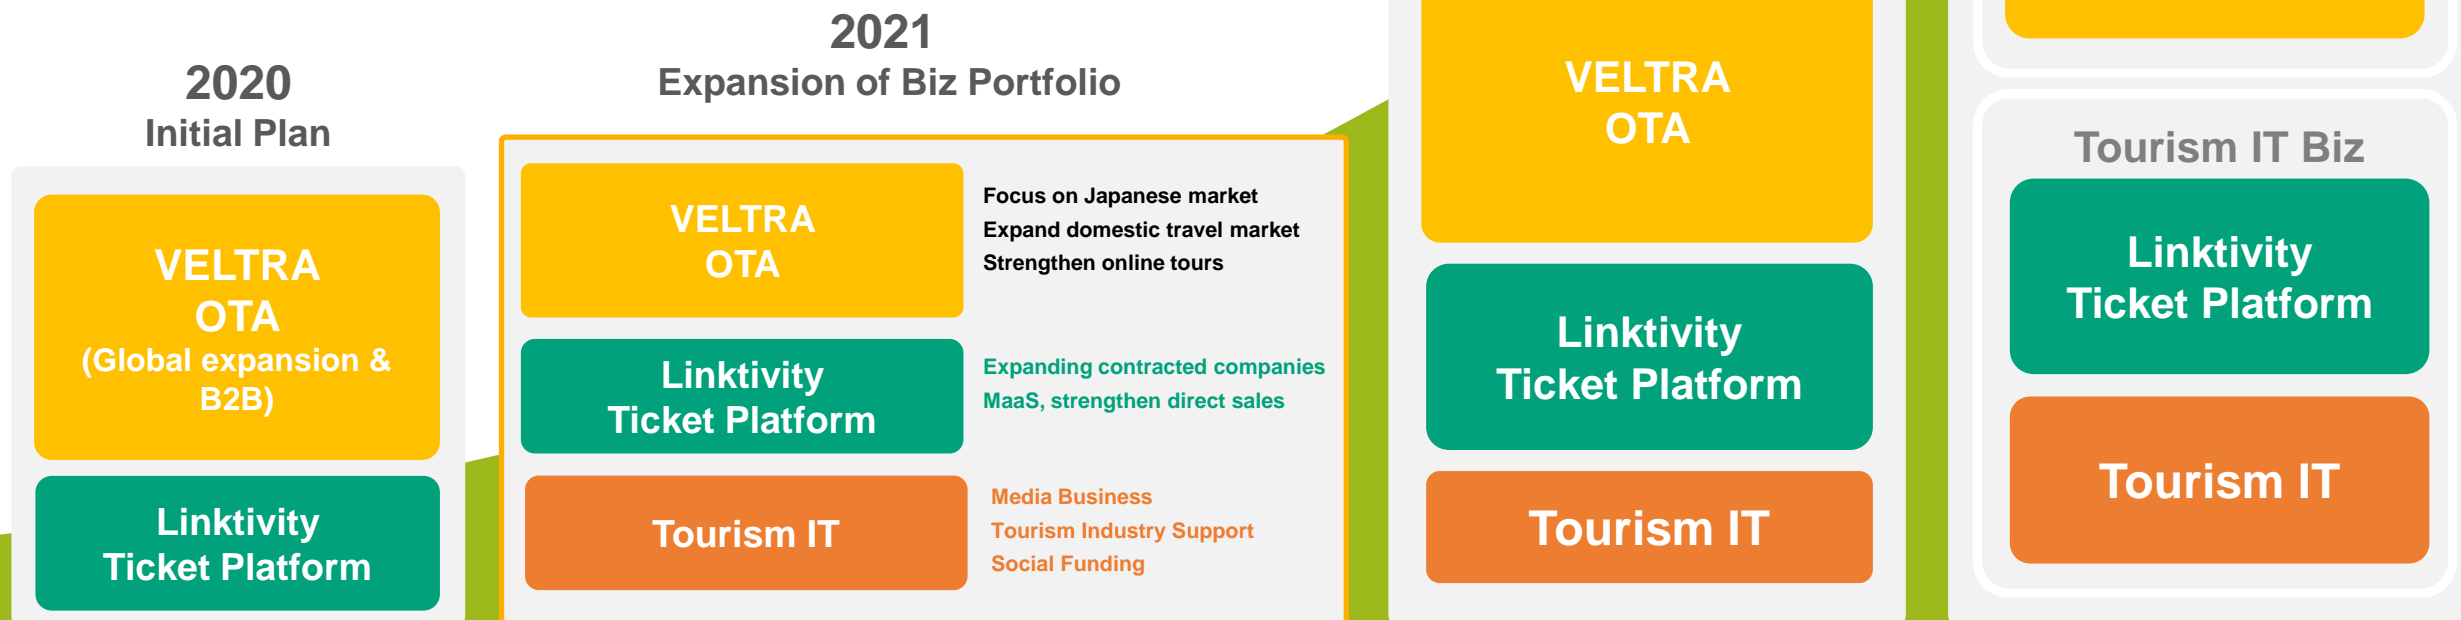 2020
Initial Plan
VELTRA
OTA
(Global expansion &
B2B)
Linktivity
Ticket Platform
2021
Expansion of Biz Portfolio
VELTRA
OTA
Focus on Japanese market
Expand domestic travel market
Strengthen online tours
Linktivity
Ticket Platform
Expanding contracted companies
MaaS, strengthen direct sales
Tourism IT
Media Business
Tourism Industry Support
Social Funding
VELTRA
OTA
Linktivity
Ticket Platform
Tourism IT
Tourism IT Biz
Linktivity
Ticket Platform
Tourism IT